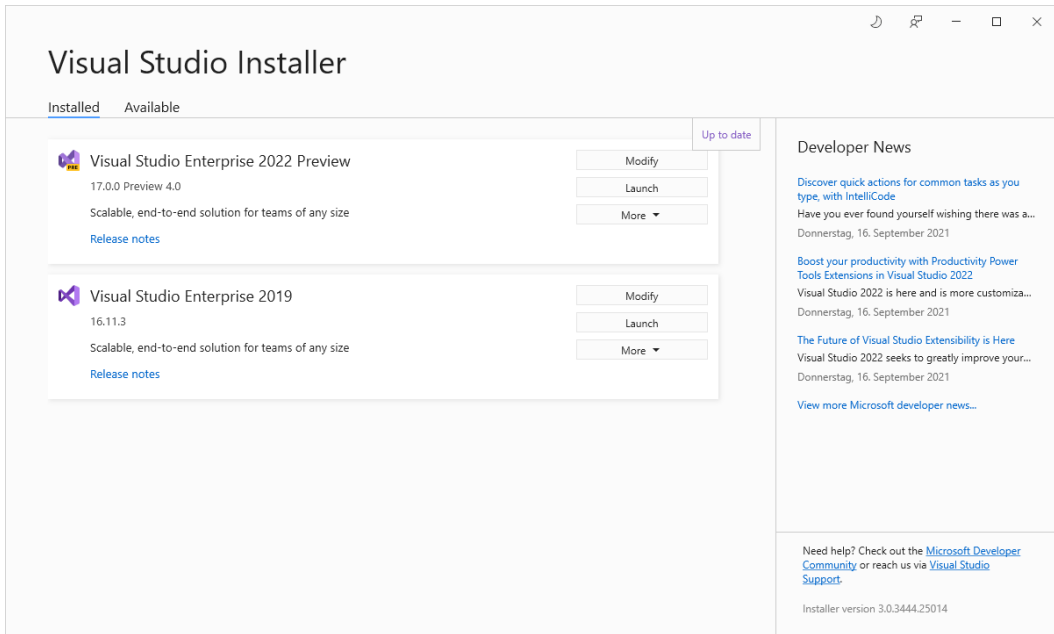 Visual Studio Installer
Installed Available
Up to date
Visual Studio Enterprise 2022 Preview
17.0.0 Preview 4.0
Scalable, end-to-end solution for teams of any size
Release notes
Modify
Launch
More
Visual Studio Enterprise 2019
16.11.3
Scalable, end-to-end solution for teams of any size
Release notes
Modify
Launch
More
Developer News
Discover quick actions for common tasks as you
type, with IntelliCode
Have you ever found yourself wishing there was a...
Donnerstag, 16. September 2021
Boost your productivity with Productivity Power
Tools Extensions in Visual Studio 2022
Visual Studio 2022 is here and is more customiza...
Donnerstag, 16. September 2021
The Future of Visual Studio Extensibility is Here
Visual Studio 2022 seeks to greatly improve your...
Donnerstag, 16. September 2021
View more Microsoft developer news...
Need help? Check out the Microsoft Developer
Community or reach us via Visual Studio
Support.
Installer version 3.0.3444.25014